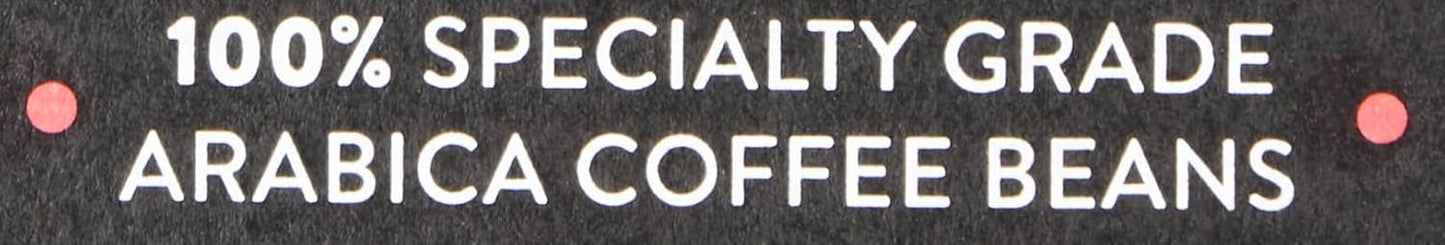 100% SPECIALTY GRADE
ARABICA COFFEE BEANS